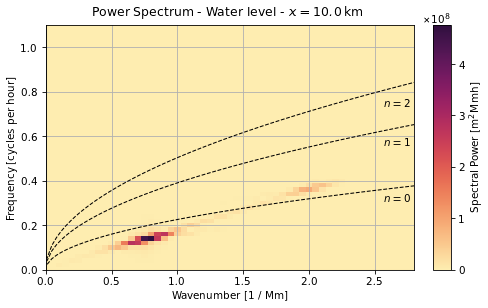 Power Spectrum - Water level - x = 10.0 km
×10⁸
1.0
0.8
0.6
0.4
0.2
0.0
Frequency [cycles per hour]
n = 2
n = 1
n = 0
0.0 0.5 1.0 1.5 2.0 2.5
Wavenumber [1 / Mm]
4
3
2
1
0
Spectral Power [m² Mm h]